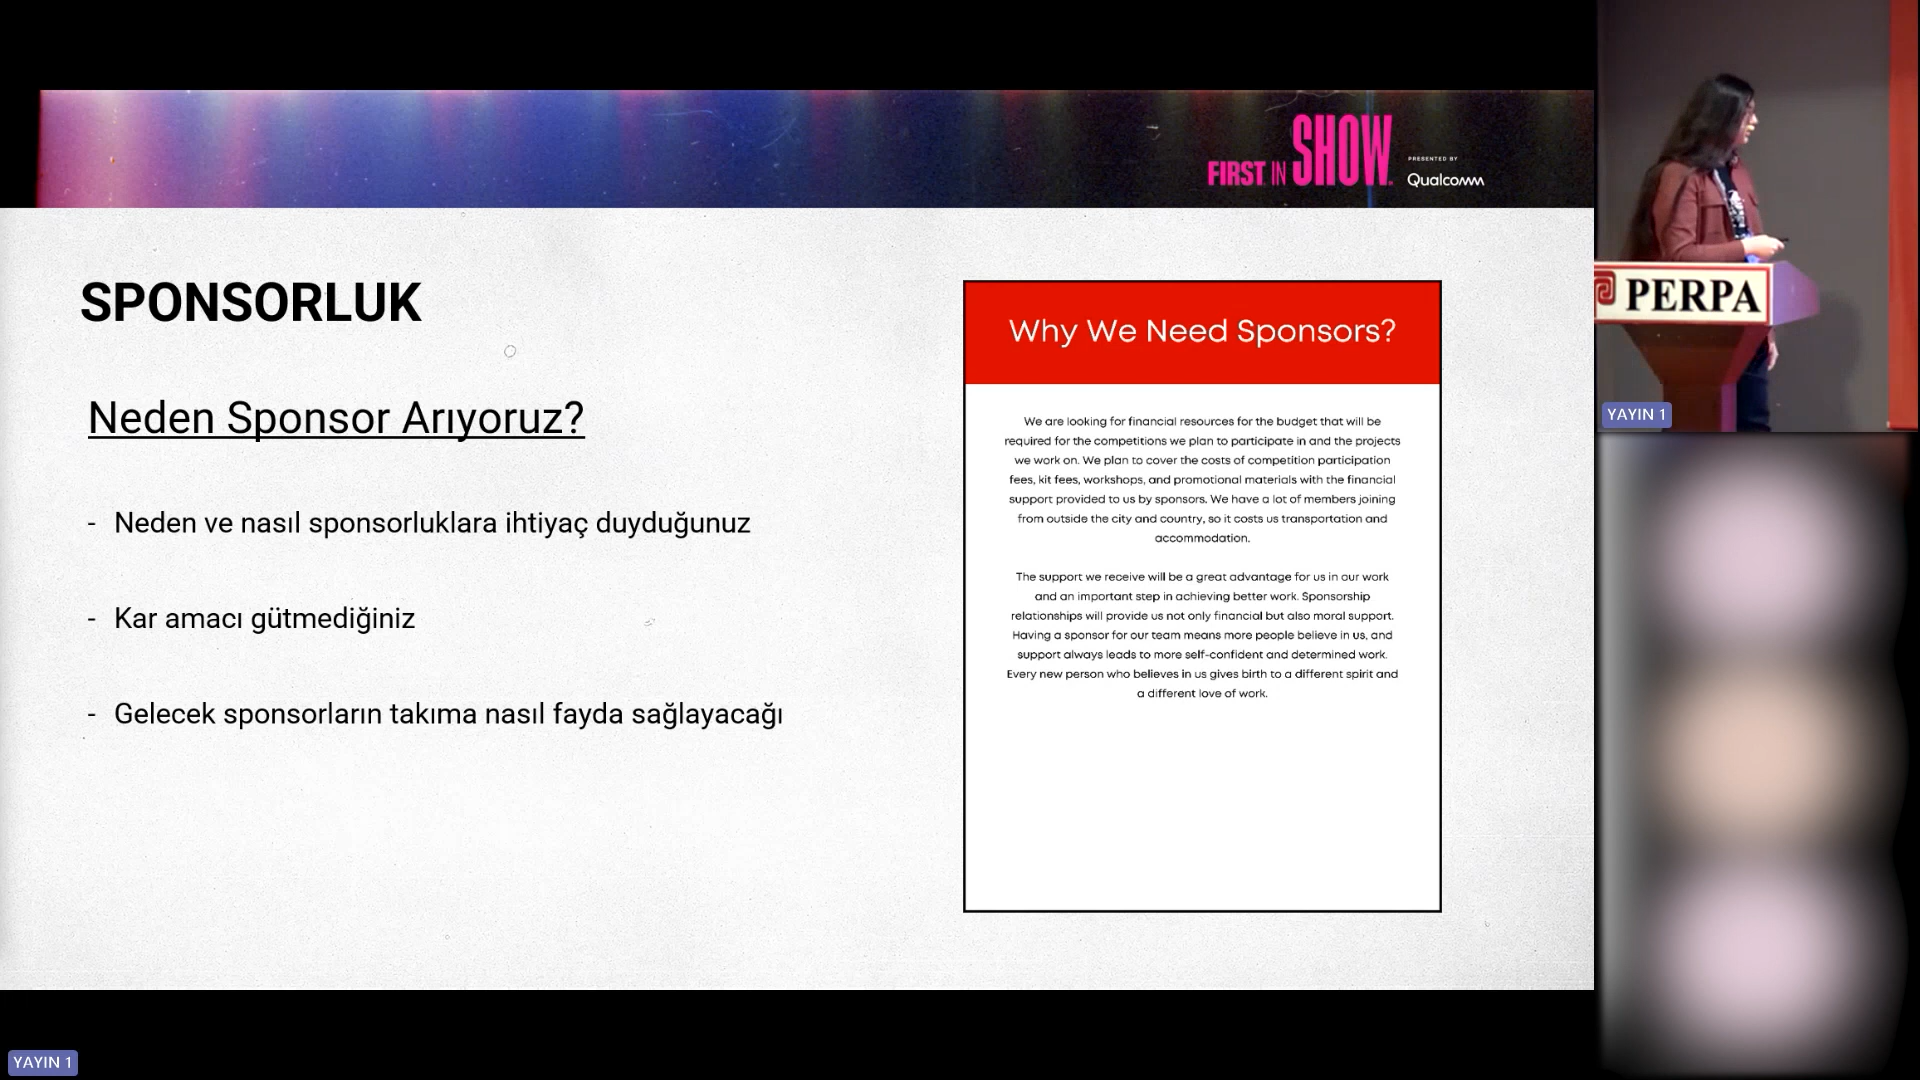 FIRST IN SHOW
PRESENTED BY
Qualcomm
SPONSORLUK
Neden Sponsor Arıyoruz?
- Neden ve nasıl sponsorluklara ihtiyaç duyduğunuz
- Kar amacı gütmediğiniz
- Gelecek sponsorların takıma nasıl fayda sağlayacağı
Why We Need Sponsors?
We are looking for financial resources for the budget that will be
required for the competitions we plan to participate in and the projects
we work on. We plan to cover the costs of competition participation
fees, kit fees, workshops, and promotional materials with the financial
support provided to us by sponsors. We have a lot of members joining
from outside the city and country, so it costs us transportation and
accommodation.
The support we receive will be a great advantage for us in our work
and an important step in achieving better work. Sponsorship
relationships will provide us not only financial but also moral support.
Having a sponsor for our team means more people believe in us, and
support always leads to more self-confident and determined work.
Every new person who believes in us gives birth to a different spirit and
a different love of work.
PERPA
YAYIN 1
YAYIN 1